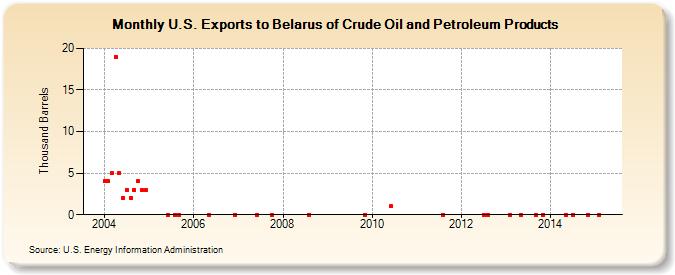 Monthly U.S. Exports to Belarus of Crude Oil and Petroleum Products
Thousand Barrels
20
15
10
5
0
2004 2006 2008 2010 2012 2014
Source: U.S. Energy Information Administration